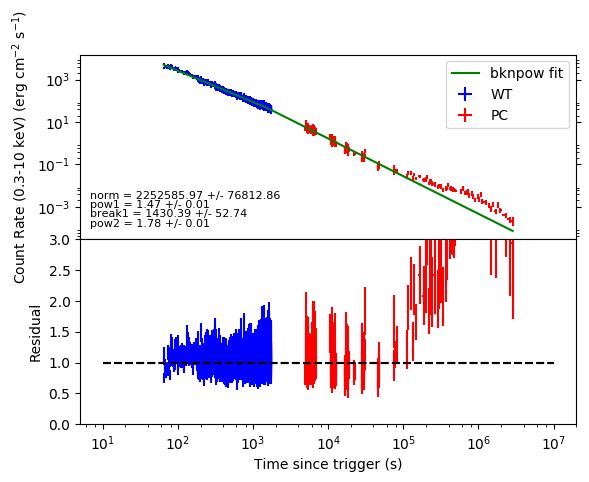 Count Rate (0.3-10 keV) (erg cm⁻² s⁻¹)
10³
10¹
10⁻¹
10⁻³
bknpow fit
WT
PC
norm = 2252585.97 +/- 76812.86
pow1 = 1.47 +/- 0.01
break1 = 1430.39 +/- 52.74
pow2 = 1.78 +/- 0.01
Residual
3.0
2.5
2.0
1.5
1.0
0.5
0.0
10¹ 10² 10³ 10⁴ 10⁵ 10⁶ 10⁷
Time since trigger (s)